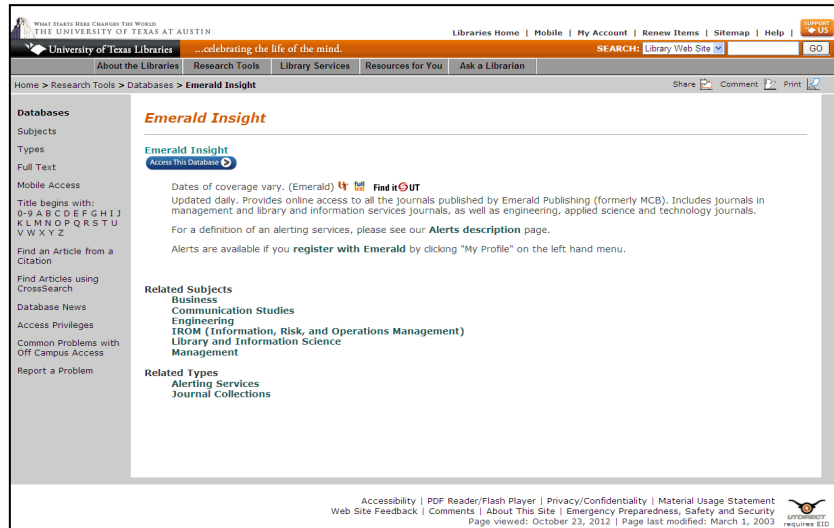 WHAT STARTS HERE CHANGES THE WORLD
THE UNIVERSITY OF TEXAS AT AUSTIN
Libraries Home | Mobile | My Account | Renew Items | Sitemap | Help |
SUPPORT US
University of Texas Libraries ...celebrating the life of the mind.
SEARCH: Library Web Site GO
About the Libraries Research Tools Library Services Resources for You Ask a Librarian
Home > Research Tools > Databases > Emerald Insight
Share Comment Print
Databases
Subjects
Types
Full Text
Mobile Access
Title begins with:
0-9 A B C D E F G H I J
K L M N O P Q R S T U
V W X Y Z
Find an Article from a
Citation
Find Articles using
CrossSearch
Database News
Access Privileges
Common Problems with
Off Campus Access
Report a Problem
Emerald Insight
Emerald Insight
Access This Database
Dates of coverage vary. (Emerald) UT full text Find it @ UT
Updated daily. Provides online access to all the journals published by Emerald Publishing (formerly MCB). Includes journals in
management and library and information services journals, as well as engineering, applied science and technology journals.
For a definition of an alerting services, please see our Alerts description page.
Alerts are available if you register with Emerald by clicking "My Profile" on the left hand menu.
Related Subjects
Business
Communication Studies
Engineering
IROM (Information, Risk, and Operations Management)
Library and Information Science
Management
Related Types
Alerting Services
Journal Collections
Accessibility | PDF Reader/Flash Player | Privacy/Confidentiality | Material Usage Statement
Web Site Feedback | Comments | About This Site | Emergency Preparedness, Safety and Security
Page viewed: October 23, 2012 | Page last modified: March 1, 2003
UTDIRECT
requires EID